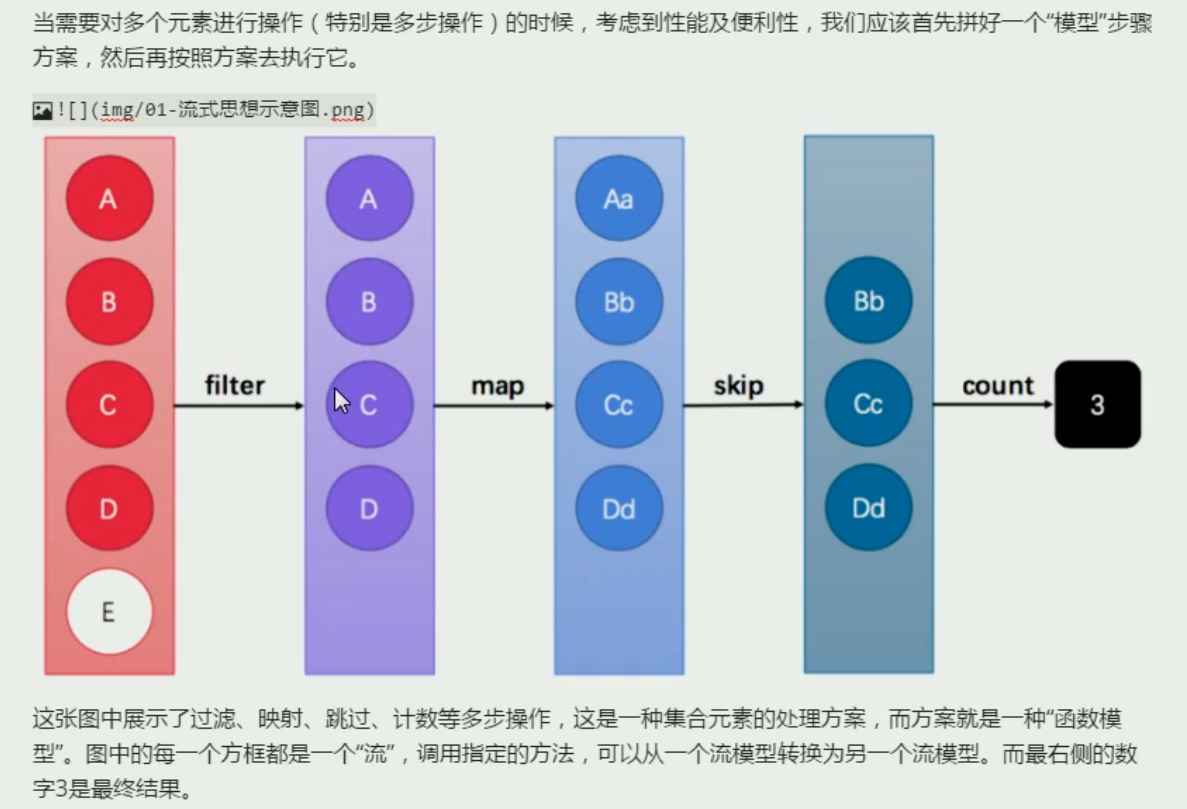 当需要对多个元素进行操作（特别是多步操作）的时候，考虑到性能及便利性，我们应该首先拼好一个“模型”步骤
方案，然后再按照方案去执行它。
![](img/01-流式思想示意图.png)
A
B
C
D
E
filter
A
B
C
D
map
Aa
Bb
Cc
Dd
skip
Bb
Cc
Dd
count
3
这张图中展示了过滤、映射、跳过、计数等多步操作，这是一种集合元素的处理方案，而方案就是一种“函数模
型”。图中的每一个方框都是一个“流”，调用指定的方法，可以从一个流模型转换为另一个流模型。而最右侧的数
字3是最终结果。